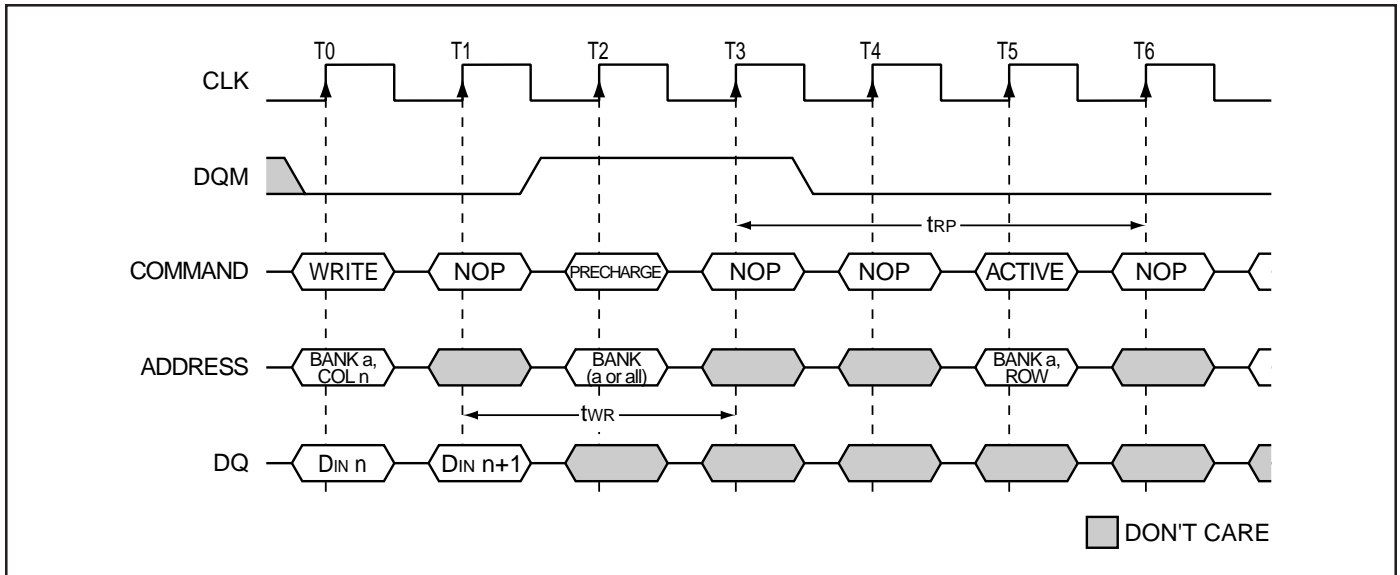 T0 T1 T2 T3 T4 T5 T6
CLK
DQM
tRP
COMMAND WRITE NOP PRECHARGE NOP NOP ACTIVE NOP
ADDRESS BANK a, COL n BANK (a or all) BANK a, ROW
tWR
DQ DIN n DIN n+1
DON'T CARE